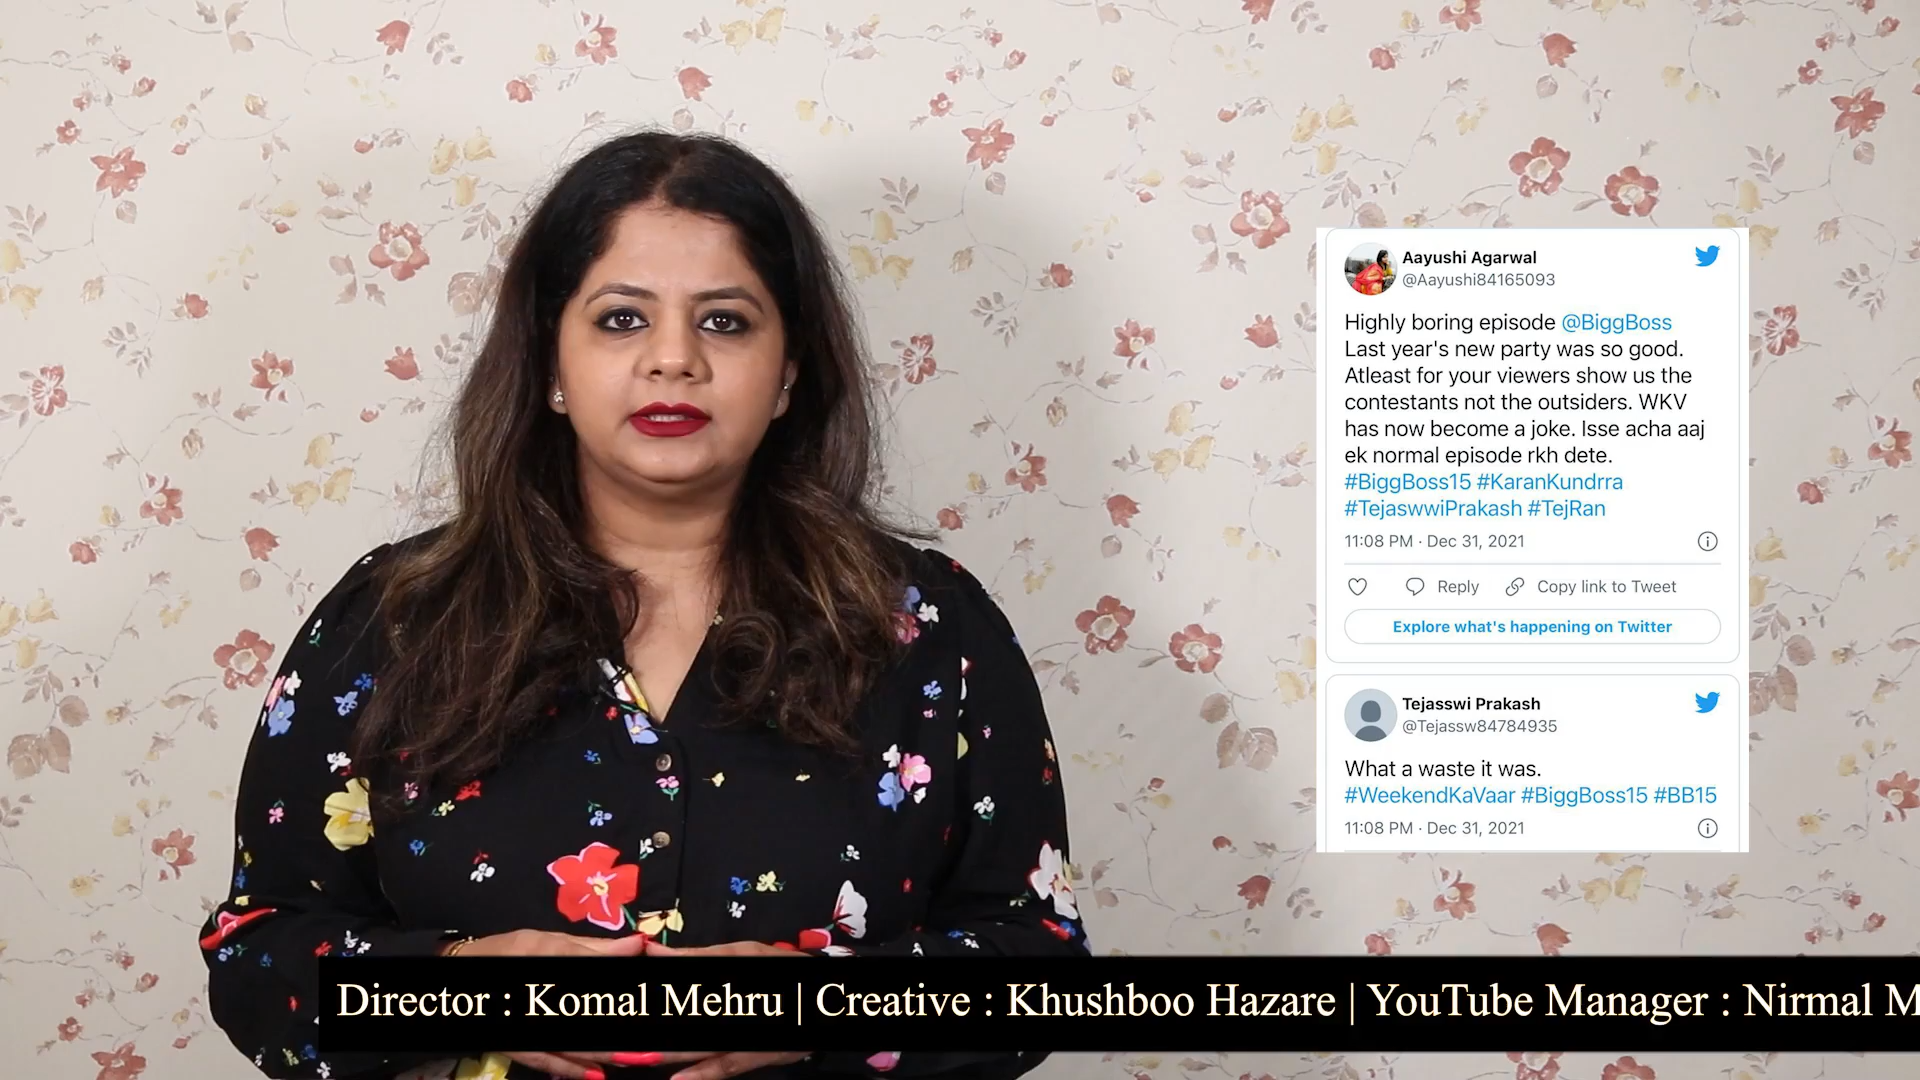 Aayushi Agarwal
@Aayushi84165093
Highly boring episode @BiggBoss
Last year's new party was so good.
Atleast for your viewers show us the
contestants not the outsiders. WKV
has now become a joke. Isse acha aaj
ek normal episode rkh dete.
#BiggBoss15 #KaranKundrra
#TejaswwiPrakash #TejRan
11:08 PM · Dec 31, 2021
Reply Copy link to Tweet
Explore what's happening on Twitter
Tejasswi Prakash
@Tejassw84784935
What a waste it was.
#WeekendKaVaar #BiggBoss15 #BB15
11:08 PM · Dec 31, 2021
Director : Komal Mehru | Creative : Khushboo Hazare | YouTube Manager : Nirmal M